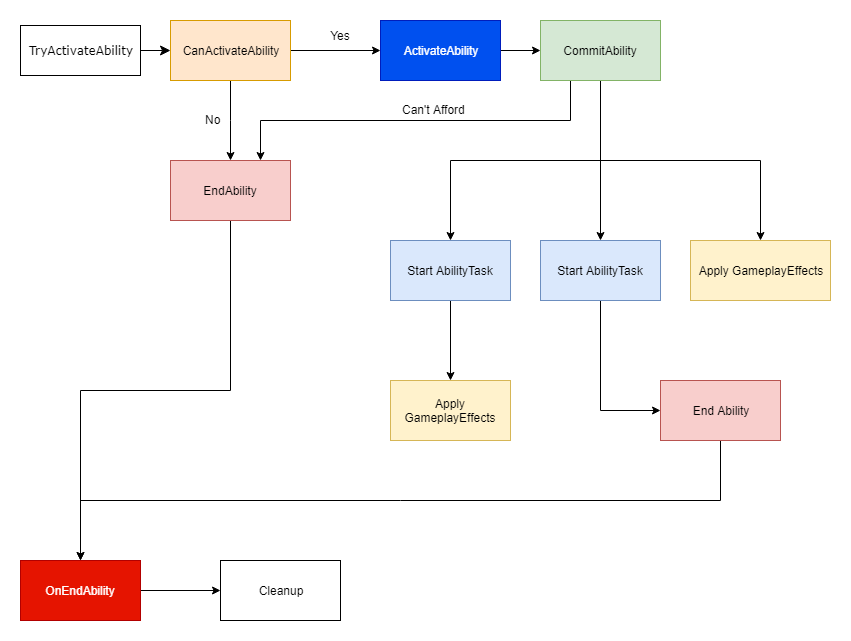 TryActivateAbility
CanActivateAbility
Yes
ActivateAbility
CommitAbility
No
Can't Afford
EndAbility
Start AbilityTask
Start AbilityTask
Apply GameplayEffects
Apply
GameplayEffects
End Ability
OnEndAbility
Cleanup